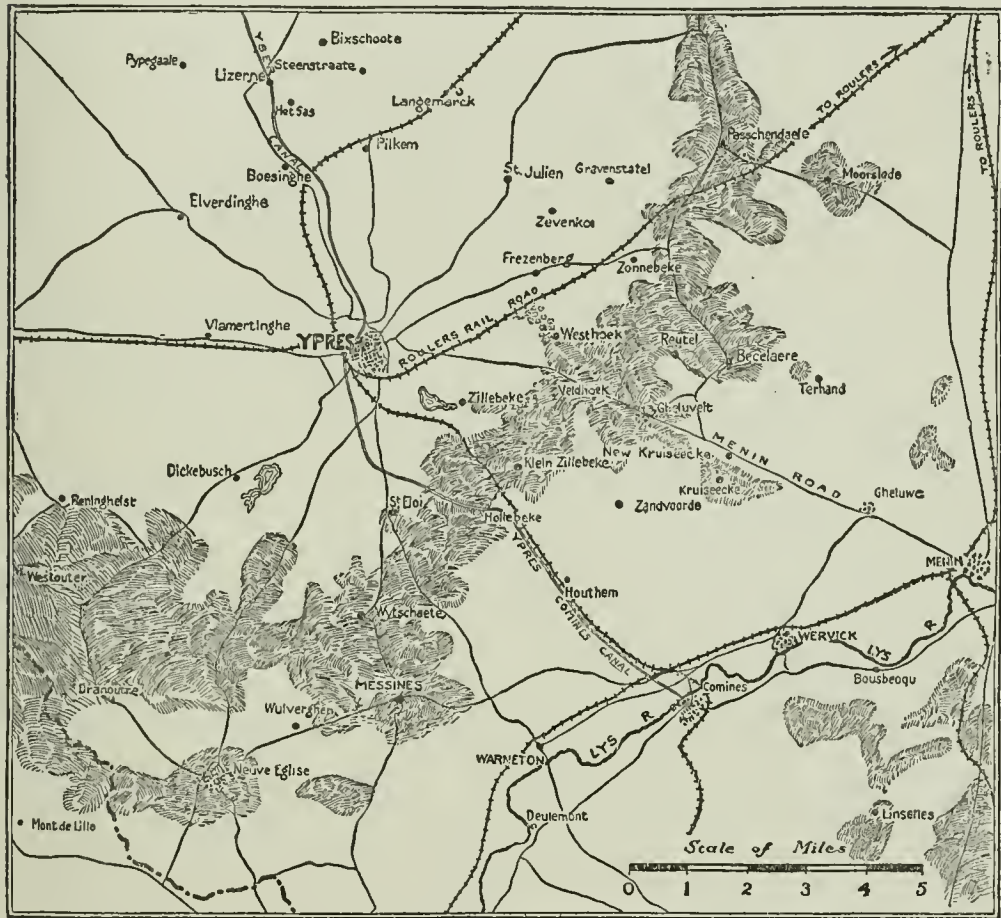 Bixschoote
YSER
Pypegaale
Steenstraate
Lizerne
Het Sas
Langemarck
TO ROULERS
TO ROULERS
CANAL
Pilkem
Passchendaele
Boesinghe
St. Julien
Gravenstatel
Moorslede
Elverdinghe
Zevenkot
Frezenberg
Zonnebeke
Vlamertinghe
YPRES
ROULERS RAIL ROAD
Westhoek
Reutel
Becelaere
Terhand
Zillebeke
Veldhoek
Gheluvelt
MENIN ROAD
New Kruiseecke
Klein Zillebeke
Dickebusch
Kruiseecke
Gheluwe
Reninghelst
St Eloi
Zandvoorde
Hollebeke
YPRES
COMINES
CANAL
Westouter
MENIN
Houthem
Wytschaete
WERVICK
LYS R
Bousbeoqu
Dranoutre
MESSINES
Comines
Wulverghen
LYS R.
WARNETON
Neuve Eglise
Deulemont
Mont de Lille
Linselles
Scale of Miles
0 1 2 3 4 5